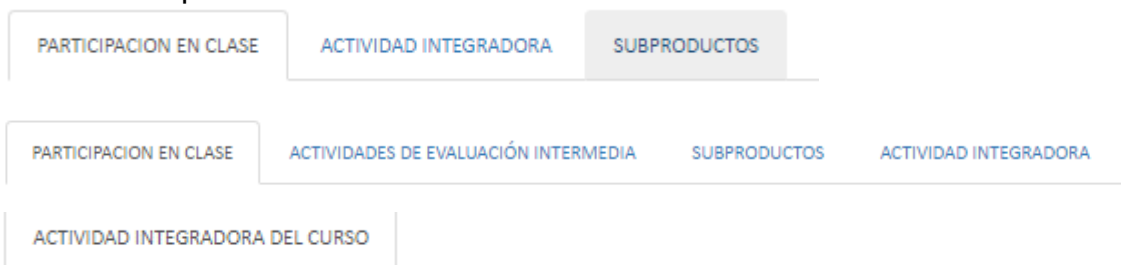 PARTICIPACION EN CLASE ACTIVIDAD INTEGRADORA SUBPRODUCTOS
PARTICIPACION EN CLASE ACTIVIDADES DE EVALUACIÓN INTERMEDIA SUBPRODUCTOS ACTIVIDAD INTEGRADORA
ACTIVIDAD INTEGRADORA DEL CURSO